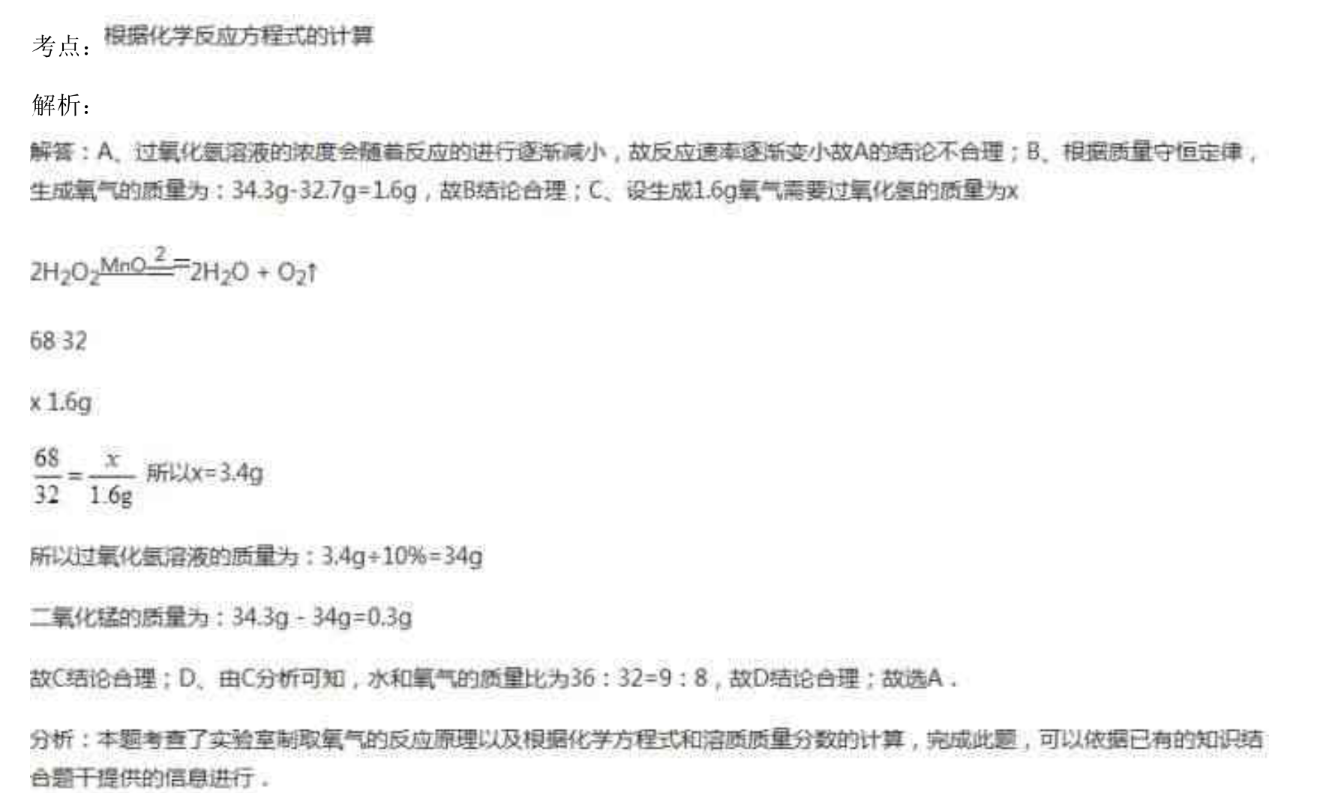 考点：根据化学反应方程式的计算
解析：
解答：A、过氧化氢溶液的浓度会随着反应的进行逐渐减小，故反应速率逐渐变小故A的结论不合理；B、根据质量守恒定律，
生成氧气的质量为：34.3g-32.7g=1.6g，故B结论合理；C、设生成1.6g氧气需要过氧化氢的质量为x
2H₂O₂ MnO₂ = 2H₂O + O₂↑
68 32
x 1.6g
68/32 = x/1.6g 所以x=3.4g
所以过氧化氢溶液的质量为：3.4g÷10%=34g
二氧化锰的质量为：34.3g - 34g=0.3g
故C结论合理；D、由C分析可知，水和氧气的质量比为36：32=9：8，故D结论合理；故选A．
分析：本题考查了实验室制取氧气的反应原理以及根据化学方程式和溶质质量分数的计算，完成此题，可以依据已有的知识结
合题干提供的信息进行．